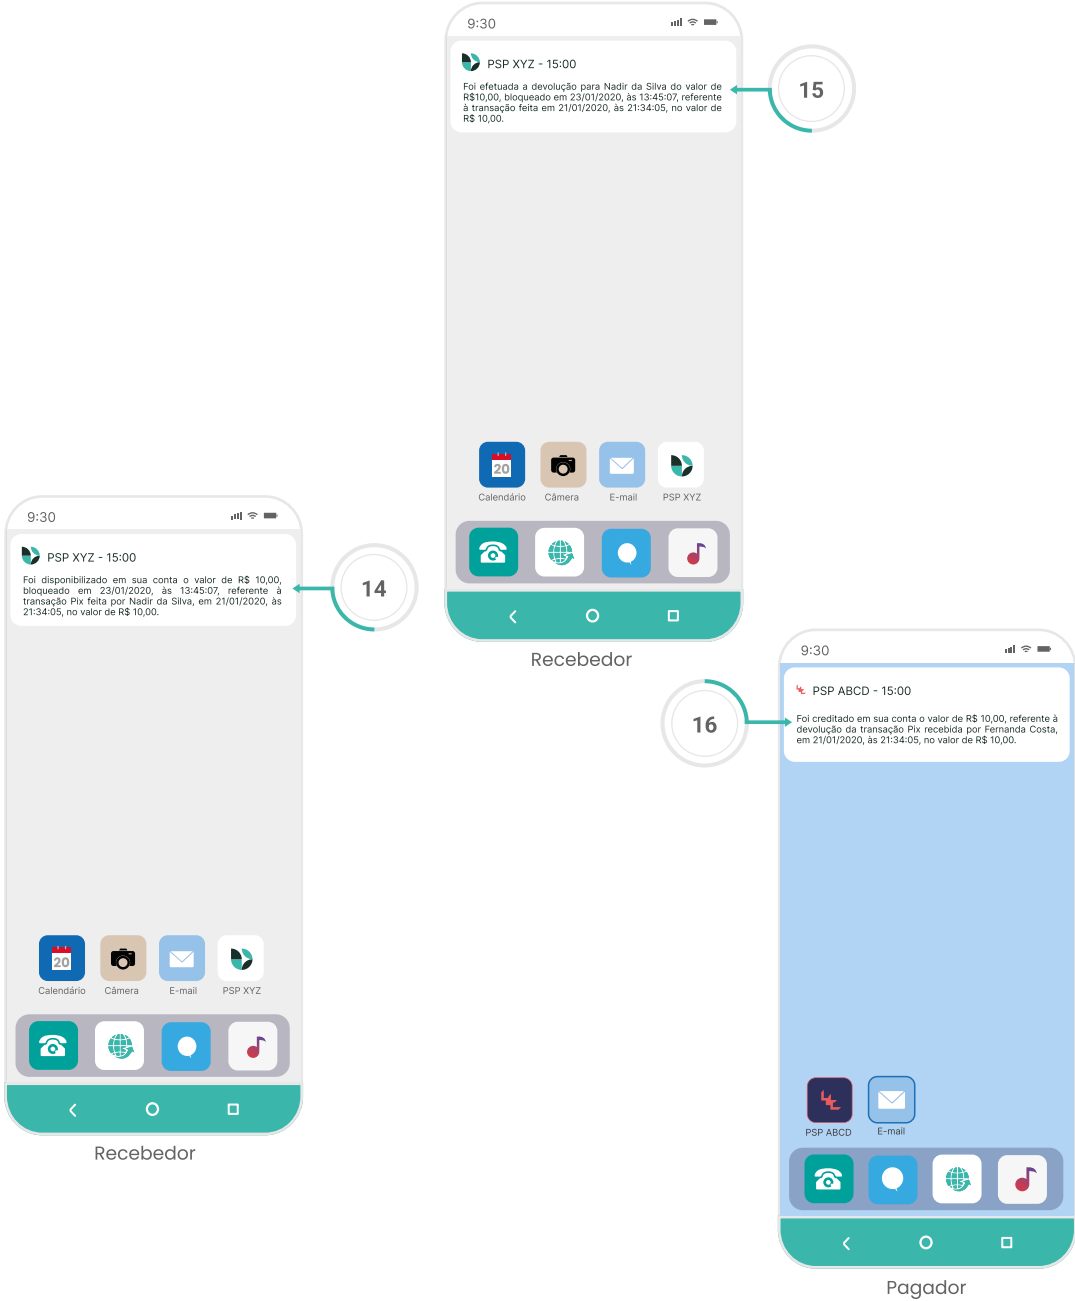 9:30
PSP XYZ - 15:00
Foi efetuada a devolução para Nadir da Silva do valor de
R$10,00, bloqueado em 23/01/2020, às 13:45:07, referente
à transação feita em 21/01/2020, às 21:34:05, no valor de
R$ 10,00.
15
20
Calendário
Câmera
E-mail
PSP XYZ
Recebedor
9:30
PSP XYZ - 15:00
Foi disponibilizado em sua conta o valor de R$ 10,00,
bloqueado em 23/01/2020, às 13:45:07, referente à
transação Pix feita por Nadir da Silva, em 21/01/2020, às
21:34:05, no valor de R$ 10,00.
14
20
Calendário
Câmera
E-mail
PSP XYZ
Recebedor
9:30
PSP ABCD - 15:00
Foi creditado em sua conta o valor de R$ 10,00, referente à
devolução da transação Pix recebida por Fernanda Costa,
em 21/01/2020, às 21:34:05, no valor de R$ 10,00.
16
PSP ABCD
E-mail
Pagador